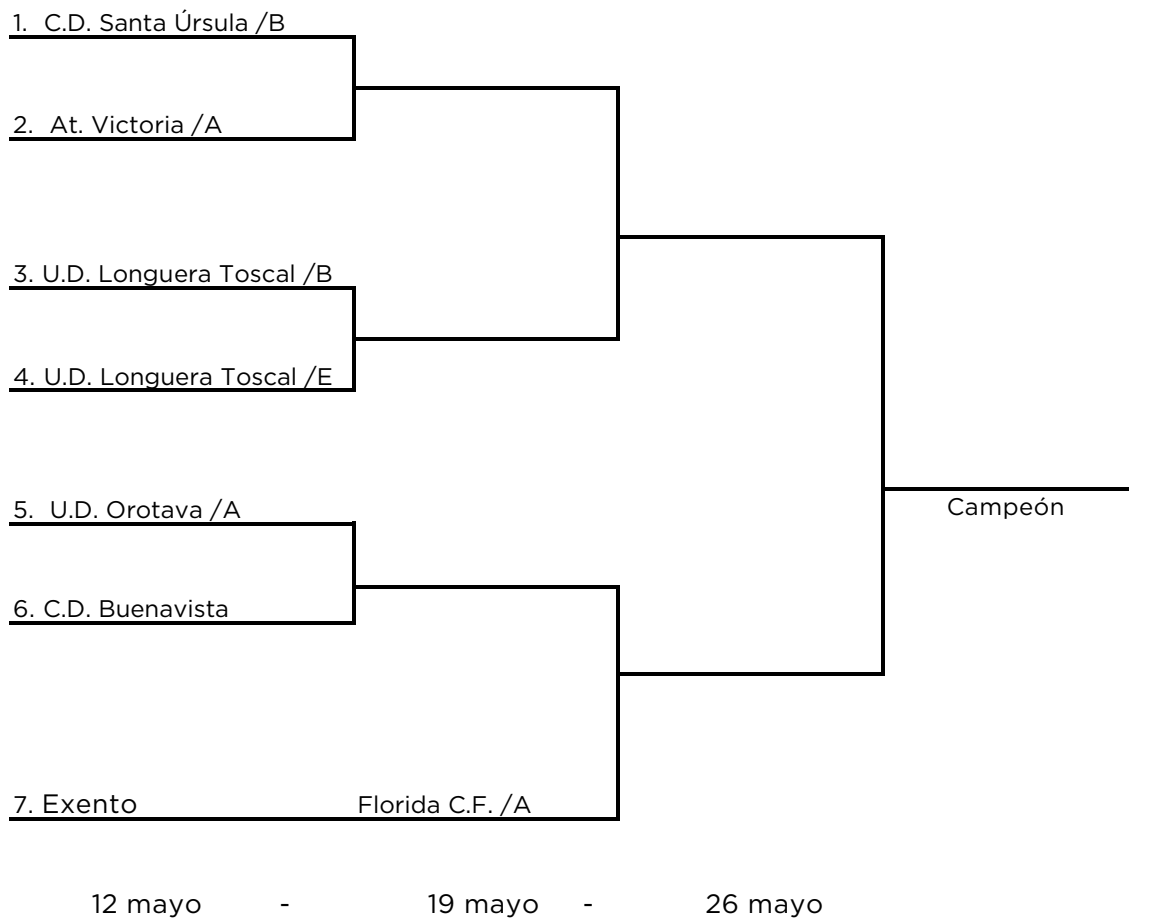 1. C.D. Santa Úrsula /B
2. At. Victoria /A
3. U.D. Longuera Toscal /B
4. U.D. Longuera Toscal /E
5. U.D. Orotava /A
Campeón
6. C.D. Buenavista
7. Exento Florida C.F. /A
12 mayo - 19 mayo - 26 mayo